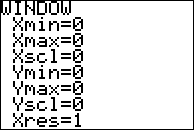 WINDOW
Xmin=0
Xmax=0
Xscl=0
Ymin=0
Ymax=0
Yscl=0
Xres=1